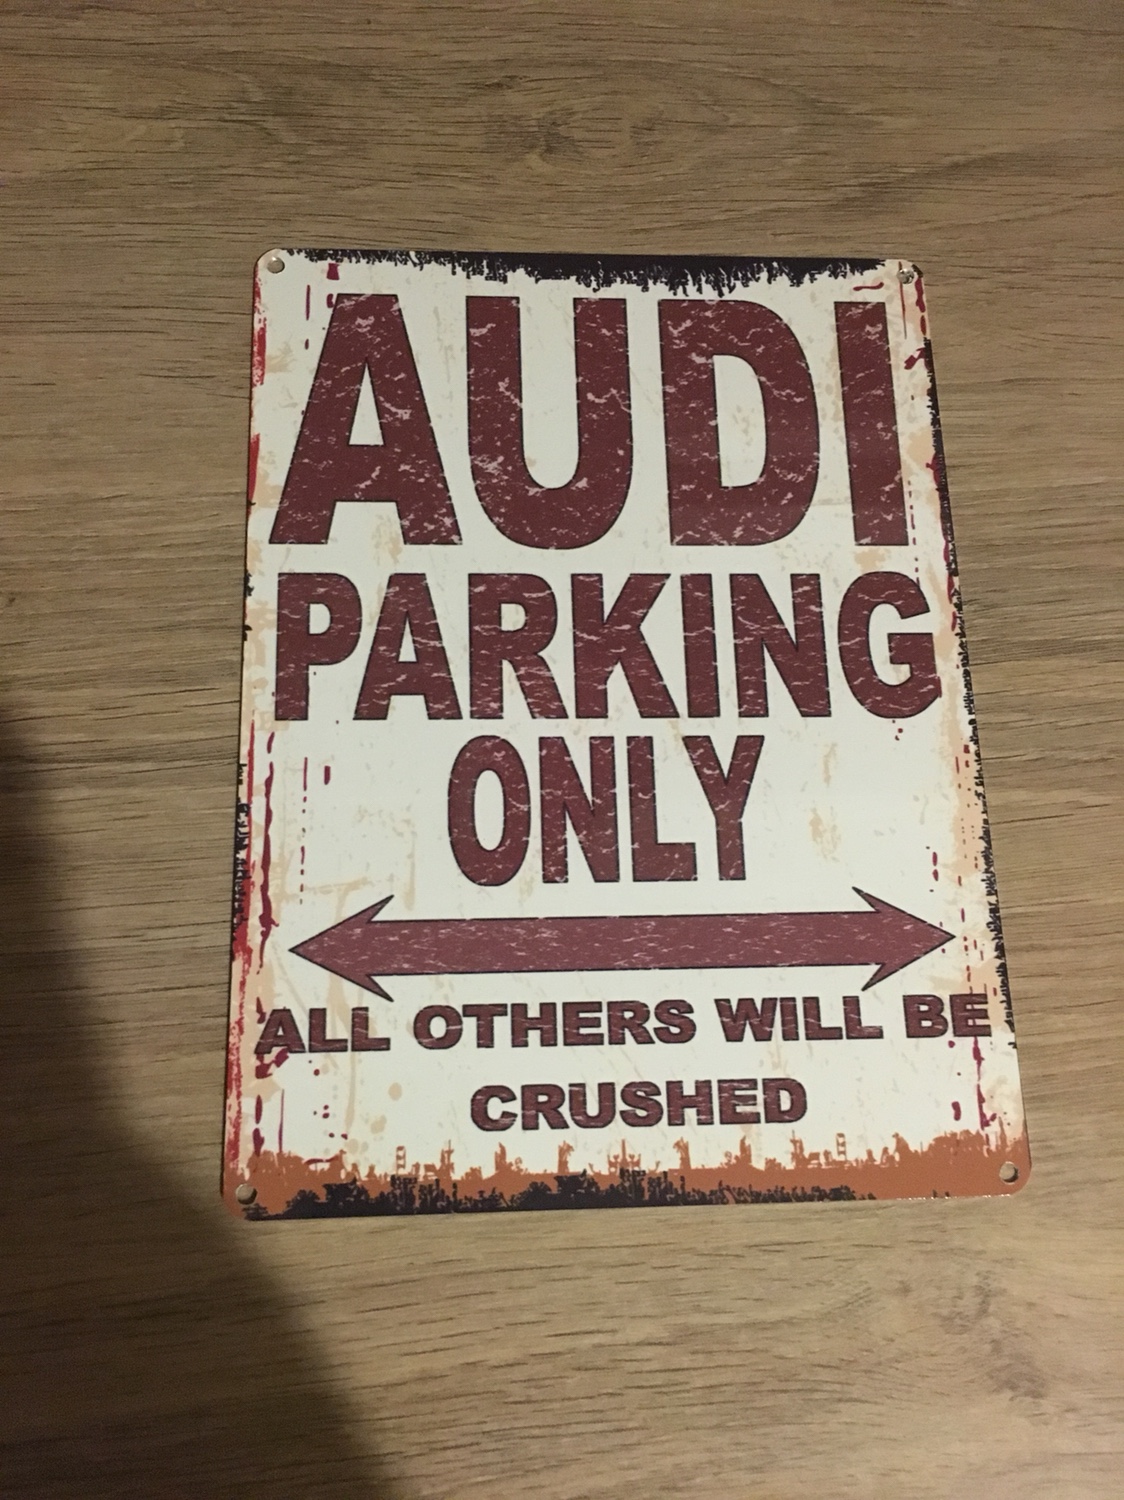 AUDI
PARKING
ONLY
ALL OTHERS WILL BE
CRUSHED